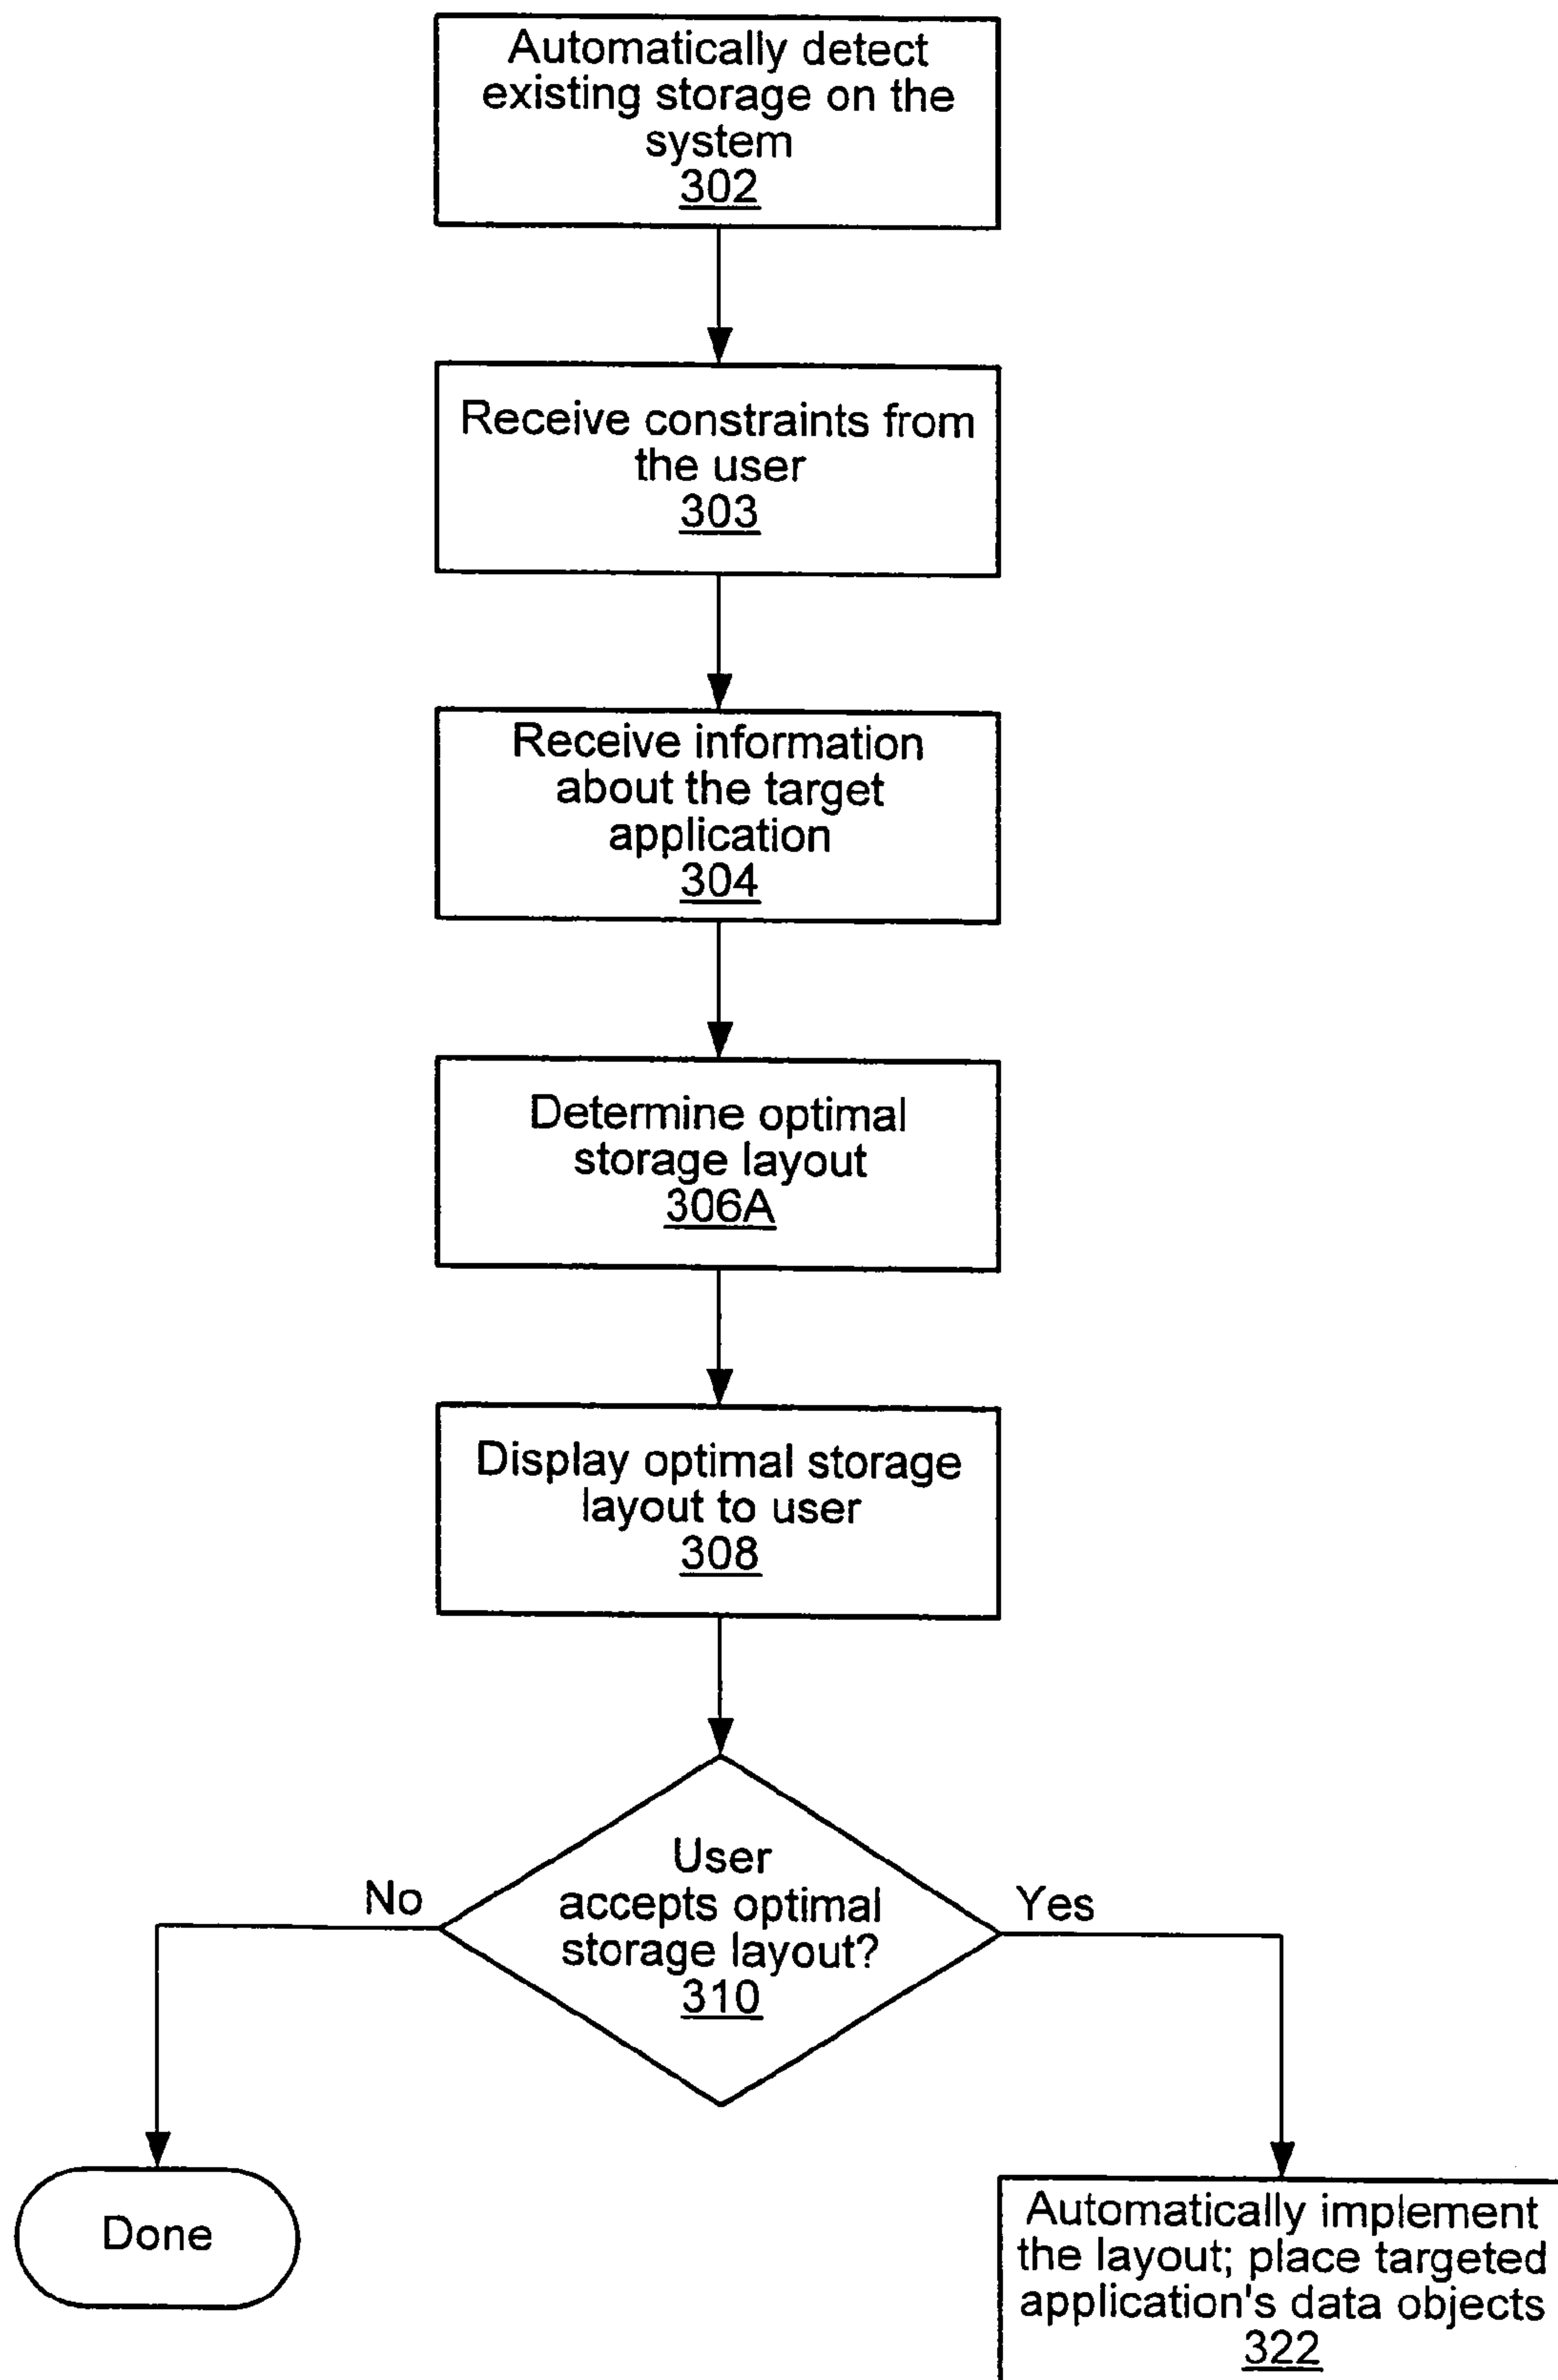 Automatically detect
existing storage on the
system
302
Receive constraints from
the user
303
Receive information
about the target
application
304
Determine optimal
storage layout
306A
Display optimal storage
layout to user
308
User
accepts optimal
storage layout?
310
No
Yes
Done
Automatically implement
the layout; place targeted
application's data objects
322